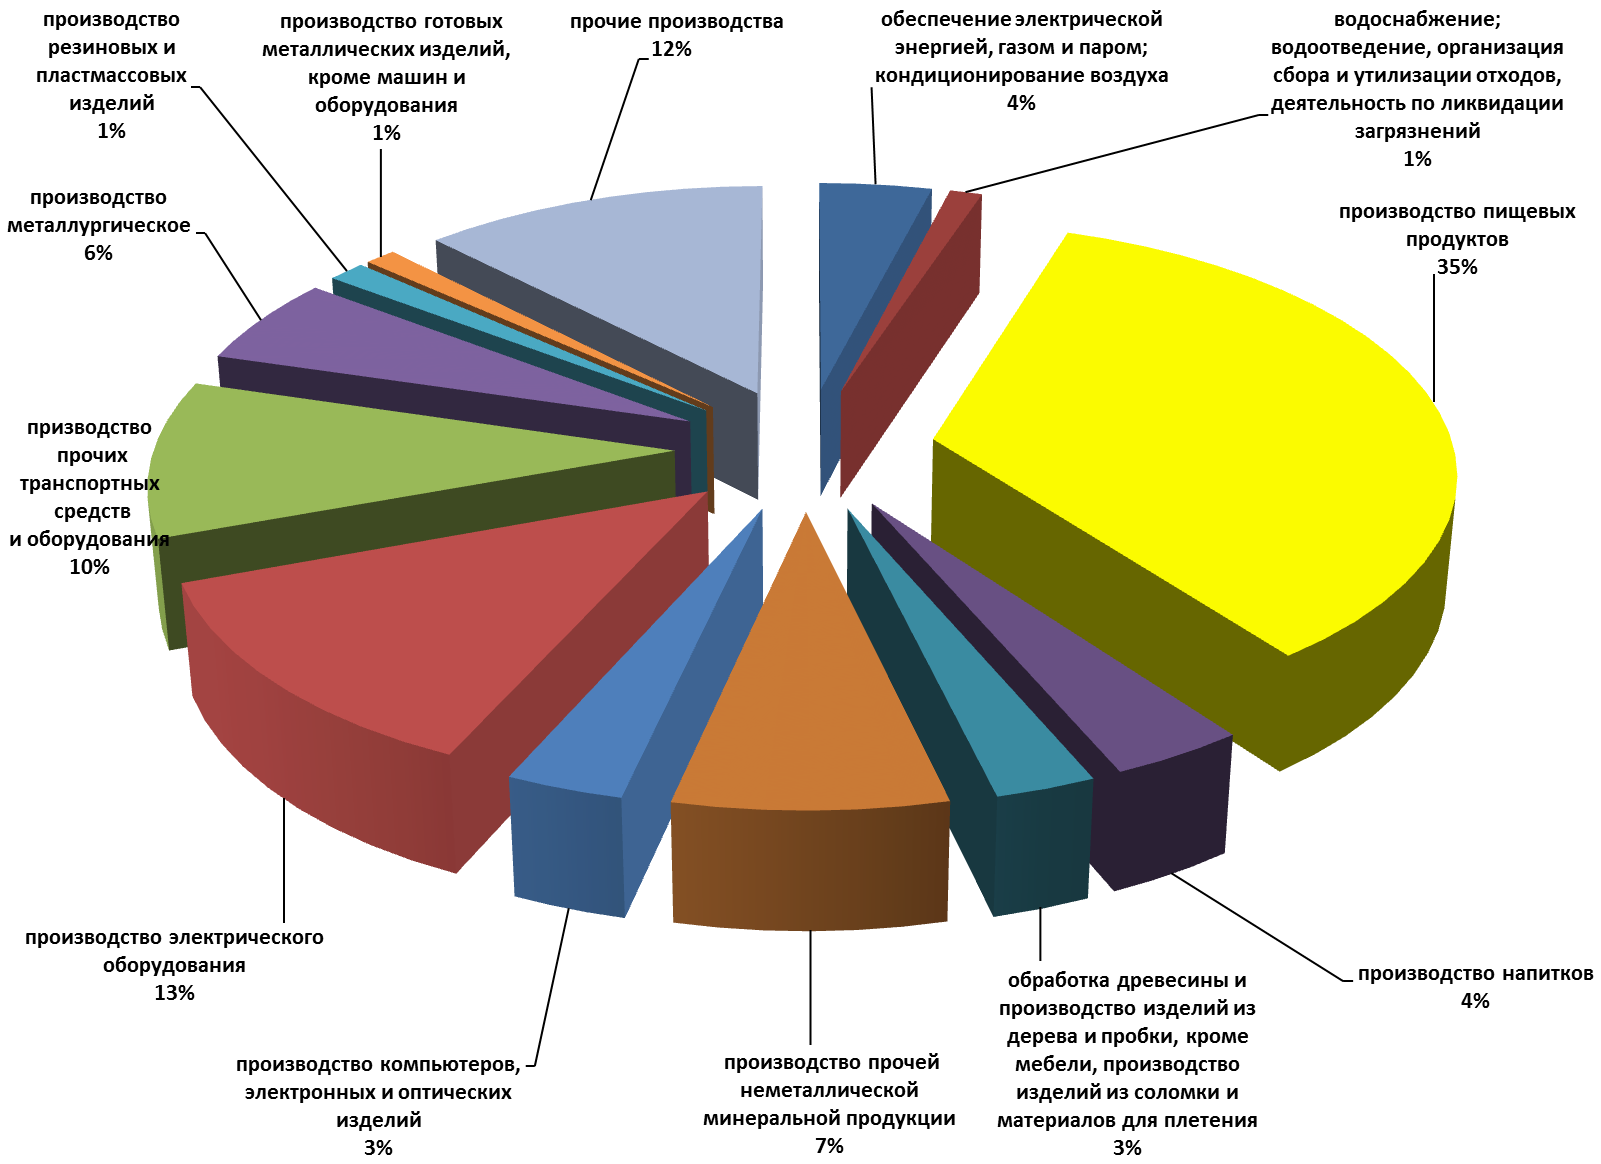 производство
резиновых и
пластмассовых
изделий
1%
производство готовых
металлических изделий,
кроме машин и
оборудования
1%
прочие производства
12%
обеспечение электрической
энергией, газом и паром;
кондиционирование воздуха
4%
водоснабжение;
водоотведение, организация
сбора и утилизации отходов,
деятельность по ликвидации
загрязнений
1%
производство пищевых
продуктов
35%
производство
металлургическое
6%
призводство
прочих
транспортных
средств
и оборудования
10%
производство электрического
оборудования
13%
производство компьютеров,
электронных и оптических
изделий
3%
производство прочей
неметаллической
минеральной продукции
7%
обработка древесины и
производство изделий из
дерева и пробки, кроме
мебели, производство
изделий из соломки и
материалов для плетения
3%
производство напитков
4%